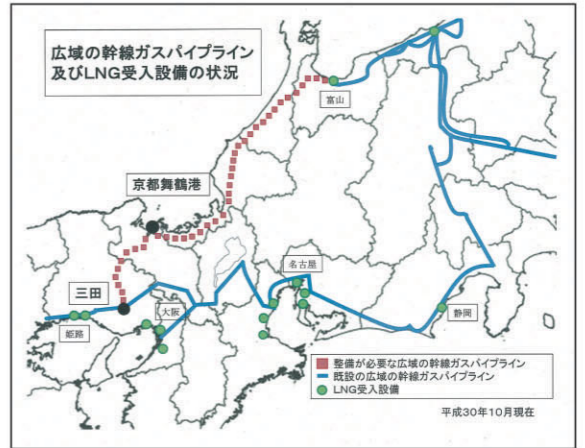 広域の幹線ガスパイプライン
及びLNG受入設備の状況
富山
京都舞鶴港
名古屋
三田
大阪
姫路
静岡
整備が必要な広域の幹線ガスパイプライン
既設の広域の幹線ガスパイプライン
LNG受入設備
平成30年10月現在